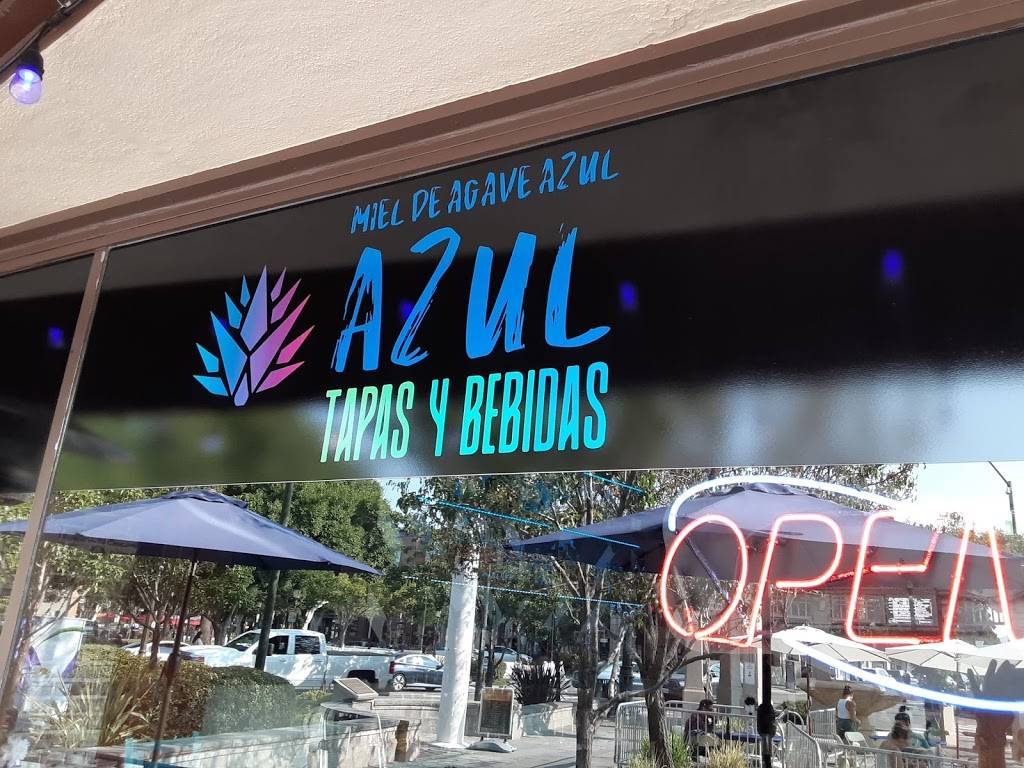 MIEL DE AGAVE AZUL
AZUL
TAPAS Y BEBIDAS
OPEN